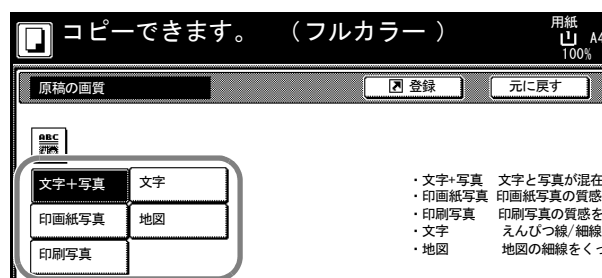 コピーできます。 （フルカラー ） 用紙
A4
100%
原稿の画質 登録 元に戻す
ABC
文字+写真 文字
印画紙写真 地図
印刷写真
・文字+写真 文字と写真が混在
・印画紙写真 印画紙写真の質感
・印刷写真 印刷写真の質感を
・文字 えんぴつ線/細線
・地図 地図の細線をくっ